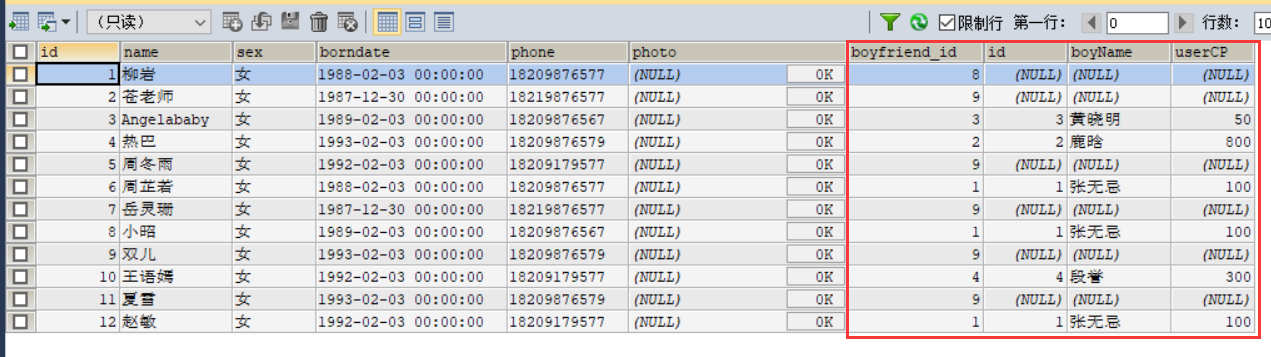 （只读） 限制行 第一行： 0 行数： 10
id name sex borndate phone photo boyfriend_id id boyName userCP
1 柳岩 女 1988-02-03 00:00:00 18209876577 (NULL) 0K 8 (NULL) (NULL) (NULL)
2 苍老师 女 1987-12-30 00:00:00 18219876577 (NULL) 0K 9 (NULL) (NULL) (NULL)
3 Angelababy 女 1989-02-03 00:00:00 18209876567 (NULL) 0K 3 3 黄晓明 50
4 热巴 女 1993-02-03 00:00:00 18209876579 (NULL) 0K 2 2 鹿晗 800
5 周冬雨 女 1992-02-03 00:00:00 18209179577 (NULL) 0K 9 (NULL) (NULL) (NULL)
6 周芷若 女 1988-02-03 00:00:00 18209876577 (NULL) 0K 1 1 张无忌 100
7 岳灵珊 女 1987-12-30 00:00:00 18219876577 (NULL) 0K 9 (NULL) (NULL) (NULL)
8 小昭 女 1989-02-03 00:00:00 18209876567 (NULL) 0K 1 1 张无忌 100
9 双儿 女 1993-02-03 00:00:00 18209876579 (NULL) 0K 9 (NULL) (NULL) (NULL)
10 王语嫣 女 1992-02-03 00:00:00 18209179577 (NULL) 0K 4 4 段誉 300
11 夏雪 女 1993-02-03 00:00:00 18209876579 (NULL) 0K 9 (NULL) (NULL) (NULL)
12 赵敏 女 1992-02-03 00:00:00 18209179577 (NULL) 0K 1 1 张无忌 100